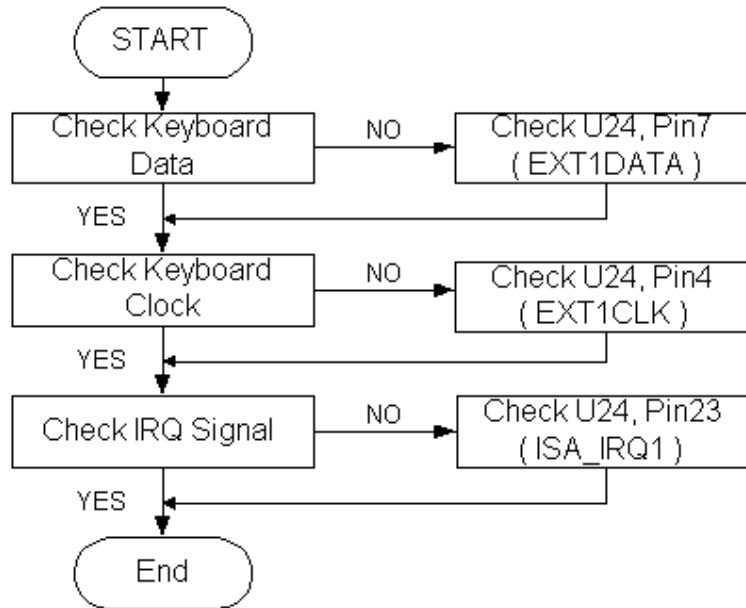 START
Check Keyboard
Data
NO
Check U24, Pin7
( EXT1DATA )
YES
Check Keyboard
Clock
NO
Check U24, Pin4
( EXT1CLK )
YES
Check IRQ Signal
NO
Check U24, Pin23
( ISA_IRQ1 )
YES
End